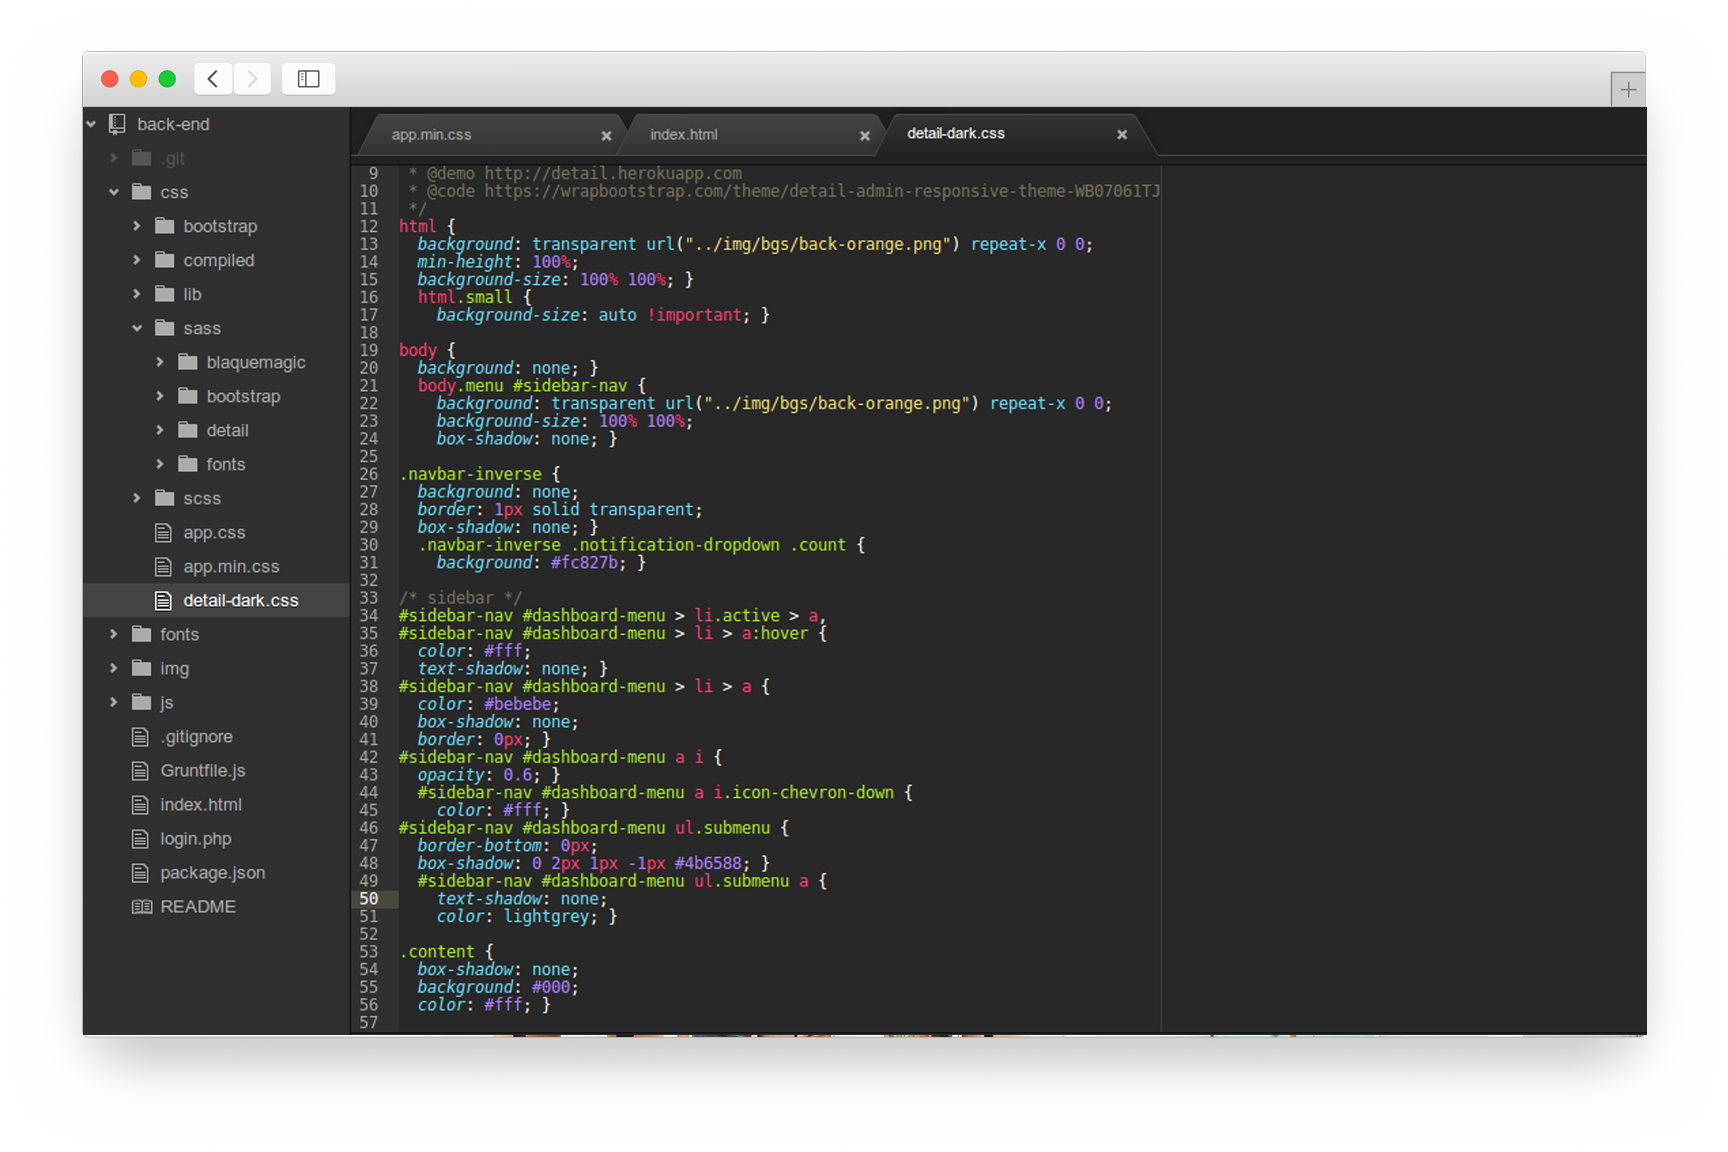 back-end
.git
css
bootstrap
compiled
lib
sass
blaquemagic
bootstrap
detail
fonts
scss
app.css
app.min.css
detail-dark.css
fonts
img
js
.gitignore
Gruntfile.js
index.html
login.php
package.json
README
app.min.css × index.html × detail-dark.css ×
9 * @demo http://detail.herokuapp.com
10 * @code https://wrapbootstrap.com/theme/detail-admin-responsive-theme-WB07061TJ
11 */
12 html {
13 background: transparent url("../img/bgs/back-orange.png") repeat-x 0 0;
14 min-height: 100%;
15 background-size: 100% 100%; }
16 html.small {
17 background-size: auto !important; }
18
19 body {
20 background: none; }
21 body.menu #sidebar-nav {
22 background: transparent url("../img/bgs/back-orange.png") repeat-x 0 0;
23 background-size: 100% 100%;
24 box-shadow: none; }
25
26 .navbar-inverse {
27 background: none;
28 border: 1px solid transparent;
29 box-shadow: none; }
30 .navbar-inverse .notification-dropdown .count {
31 background: #fc827b; }
32
33 /* sidebar */
34 #sidebar-nav #dashboard-menu > li.active > a,
35 #sidebar-nav #dashboard-menu > li > a:hover {
36 color: #fff;
37 text-shadow: none; }
38 #sidebar-nav #dashboard-menu > li > a {
39 color: #bebebe;
40 box-shadow: none;
41 border: 0px; }
42 #sidebar-nav #dashboard-menu a i {
43 opacity: 0.6; }
44 #sidebar-nav #dashboard-menu a i.icon-chevron-down {
45 color: #fff; }
46 #sidebar-nav #dashboard-menu ul.submenu {
47 border-bottom: 0px;
48 box-shadow: 0 2px 1px -1px #4b6588; }
49 #sidebar-nav #dashboard-menu ul.submenu a {
50 text-shadow: none;
51 color: lightgrey; }
52
53 .content {
54 box-shadow: none;
55 background: #000;
56 color: #fff; }
57